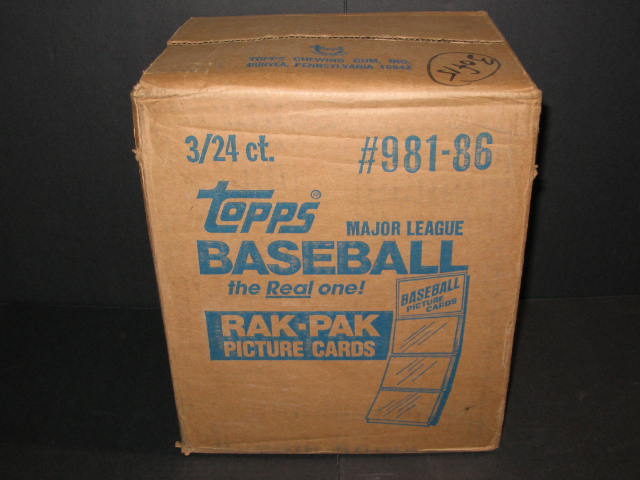 TOPPS CHEWING GUM, INC.
DURYEA, PENNSYLVANIA 18642
3/24 ct.
#981-86
Topps®
MAJOR LEAGUE
BASEBALL
the Real one!
RAK-PAK
PICTURE CARDS
BASEBALL
PICTURE CARDS